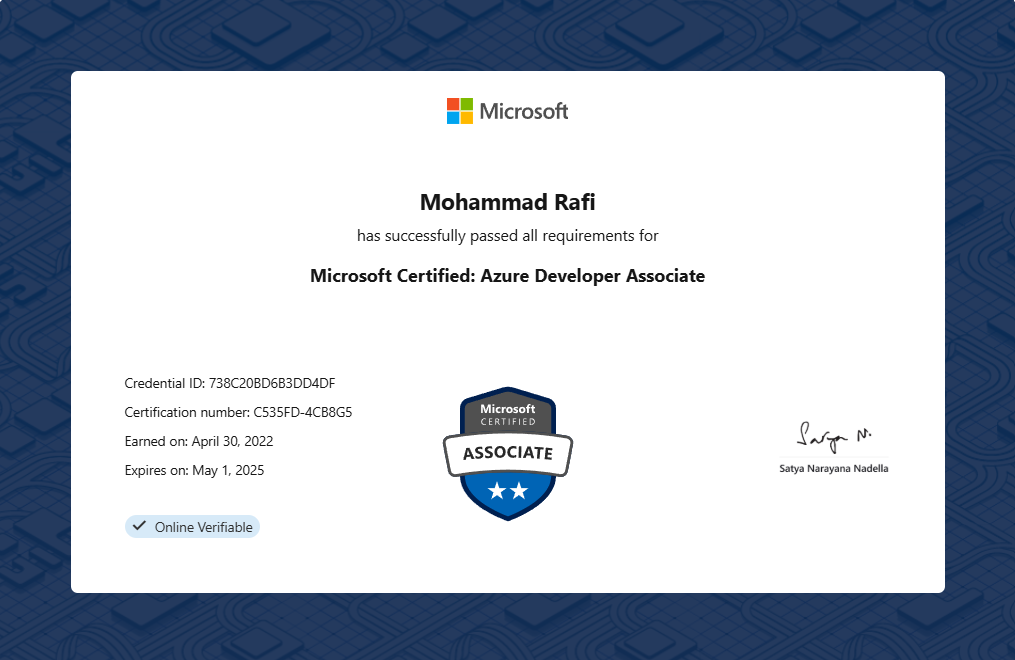 Microsoft
Mohammad Rafi
has successfully passed all requirements for
Microsoft Certified: Azure Developer Associate
Credential ID: 738C20BD6B3DD4DF
Certification number: C535FD-4CB8G5
Earned on: April 30, 2022
Expires on: May 1, 2025
Online Verifiable
Microsoft
CERTIFIED
ASSOCIATE
Satya N.
Satya Narayana Nadella